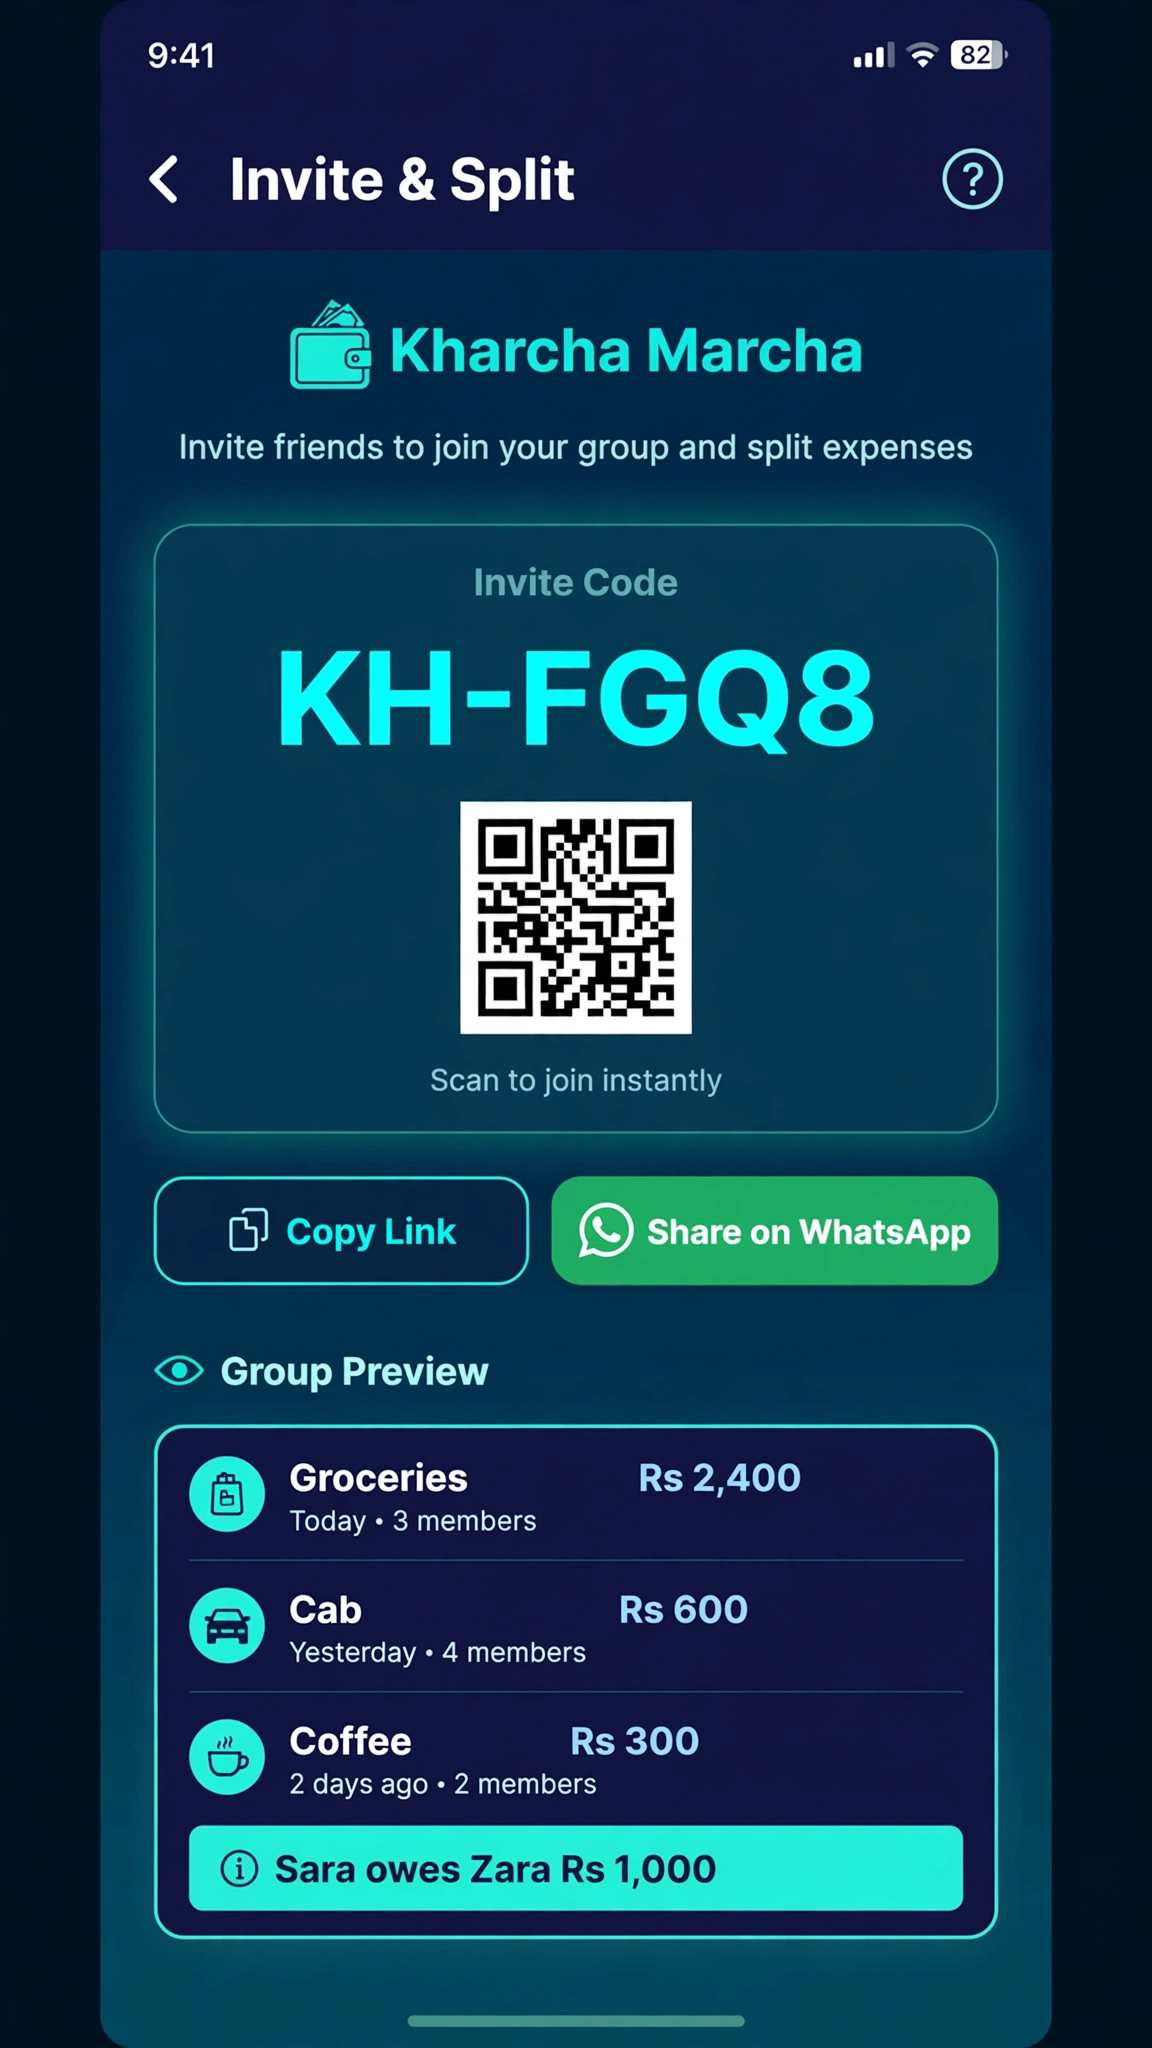 9:41
82
Invite & Split
?
Kharcha Marcha
Invite friends to join your group and split expenses
Invite Code
KH-FGQ8
Scan to join instantly
Copy Link
Share on WhatsApp
Group Preview
Groceries Rs 2,400
Today • 3 members
Cab Rs 600
Yesterday • 4 members
Coffee Rs 300
2 days ago • 2 members
Sara owes Zara Rs 1,000